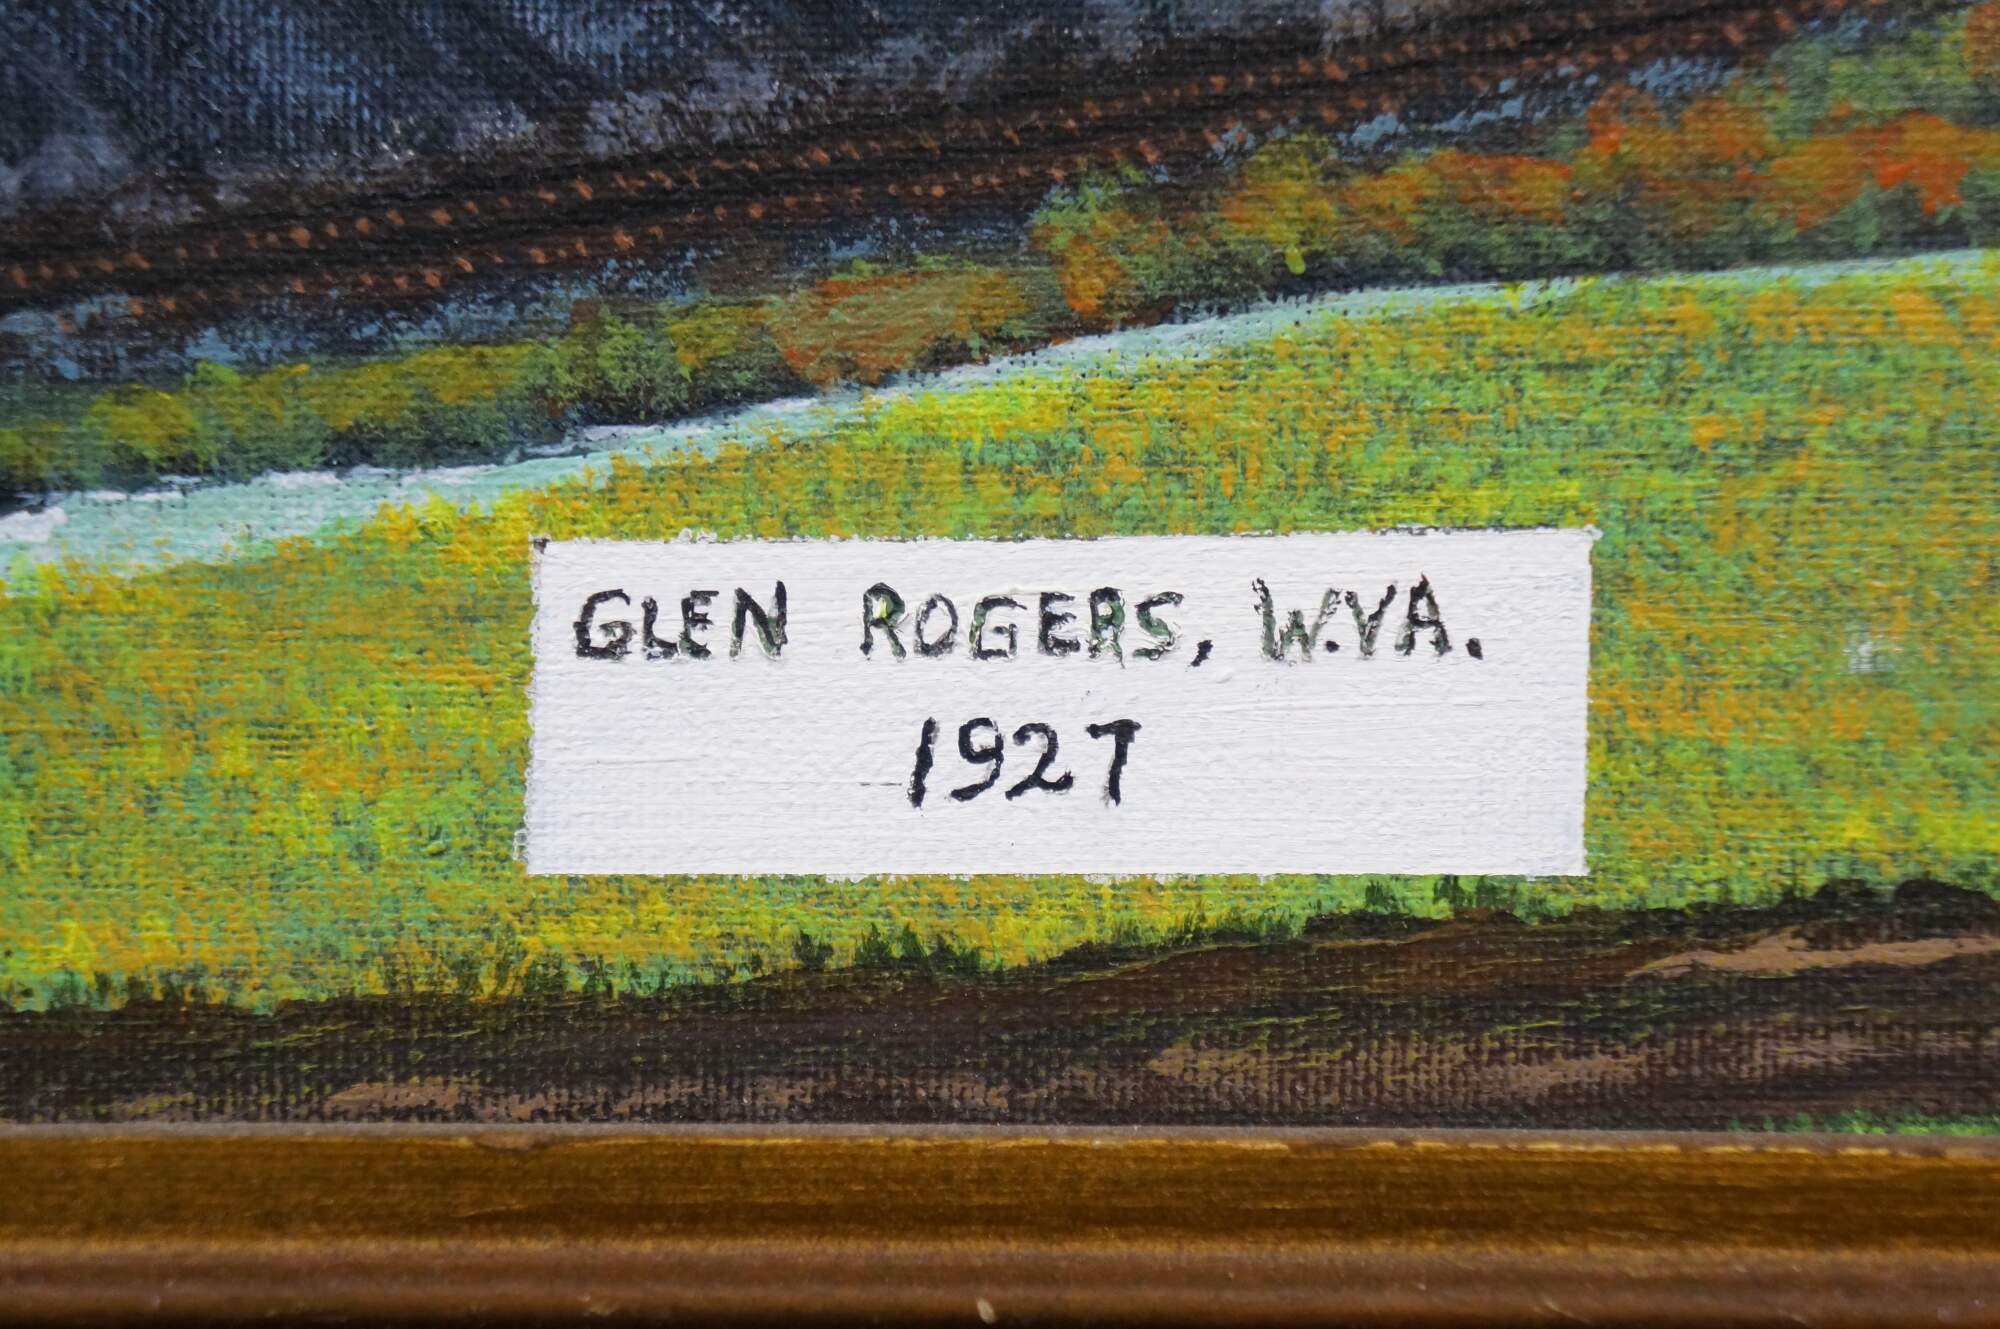 GLEN ROGERS, W.VA.
1927